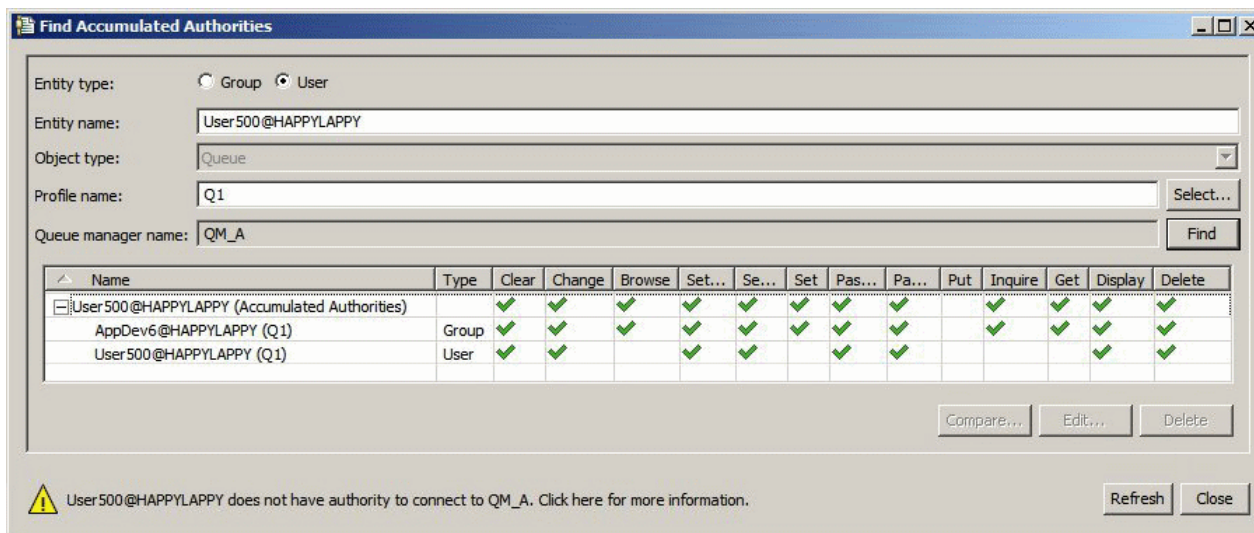 Find Accumulated Authorities
Entity type: Group User
Entity name: User500@HAPPYLAPPY
Object type: Queue
Profile name: Q1 Select...
Queue manager name: QM_A Find
Name Type Clear Change Browse Set... Se... Set Pas... Pa... Put Inquire Get Display Delete
User500@HAPPYLAPPY (Accumulated Authorities)
AppDev6@HAPPYLAPPY (Q1) Group
User500@HAPPYLAPPY (Q1) User
Compare... Edit... Delete
User500@HAPPYLAPPY does not have authority to connect to QM_A. Click here for more information. Refresh Close